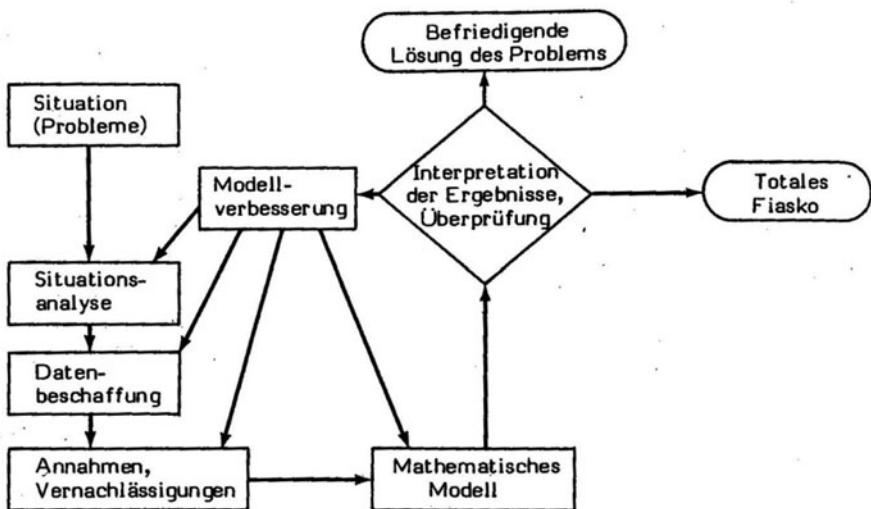 Befriedigende
Lösung des Problems
Situation
(Probleme)
Modell-
verbesserung
Interpretation
der Ergebnisse,
Überprüfung
Totales
Fiasko
Situations-
analyse
Daten-
beschaffung
Annahmen,
Vernachlässigungen
Mathematisches
Modell